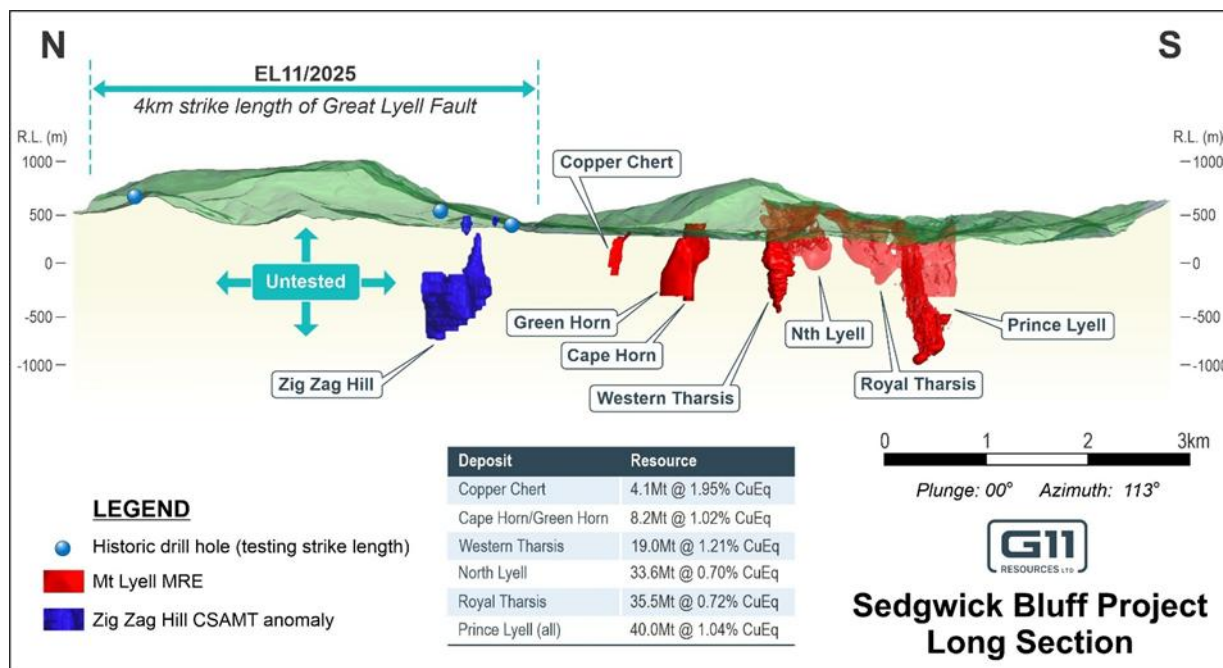 N
S
EL11/2025
4km strike length of Great Lyell Fault
R.L. (m)
1000
500
0
-500
-1000
R.L. (m)
1000
500
0
-500
-1000
Untested
Zig Zag Hill
Copper Chert
Green Horn
Cape Horn
Western Tharsis
Nth Lyell
Royal Tharsis
Prince Lyell
0 1 2 3km
Plunge: 00° Azimuth: 113°
LEGEND
Historic drill hole (testing strike length)
Mt Lyell MRE
Zig Zag Hill CSAMT anomaly
Deposit Resource
Copper Chert 4.1Mt @ 1.95% CuEq
Cape Horn/Green Horn 8.2Mt @ 1.02% CuEq
Western Tharsis 19.0Mt @ 1.21% CuEq
North Lyell 33.6Mt @ 0.70% CuEq
Royal Tharsis 35.5Mt @ 0.72% CuEq
Prince Lyell (all) 40.0Mt @ 1.04% CuEq
G11
RESOURCES LTD
Sedgwick Bluff Project
Long Section